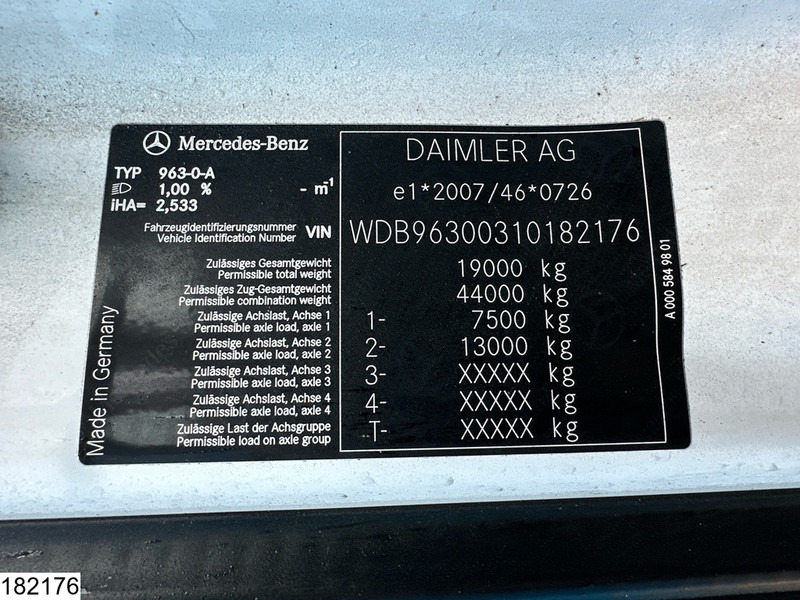 Mercedes-Benz
TYP 963-0-A
1,00 % - m⁻¹
iHA= 2,533
DAIMLER AG
e1*2007/46*0726
Fahrzeugidentifizierungsnummer
Vehicle Identification Number VIN WDB96300310182176
Zulässiges Gesamtgewicht
Permissible total weight 19000 kg
Zulässiges Zug-Gesamtgewicht
Permissible combination weight 44000 kg
Zulässige Achslast, Achse 1
Permissible axle load, axle 1 1- 7500 kg
Zulässige Achslast, Achse 2
Permissible axle load, axle 2 2- 13000 kg
Zulässige Achslast, Achse 3
Permissible axle load, axle 3 3- XXXXX kg
Zulässige Achslast, Achse 4
Permissible axle load, axle 4 4- XXXXX kg
Zulässige Last der Achsgruppe
Permissible load on axle group T- XXXXX kg
Made in Germany
A 000 584 98 01
182176